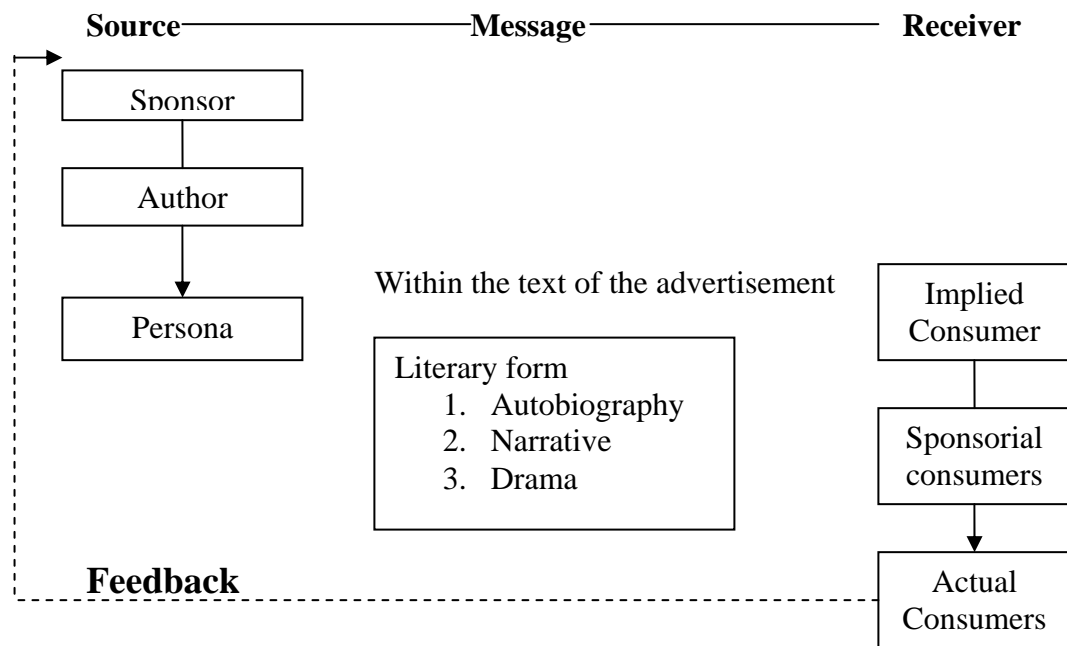 Source Message Receiver
Sponsor
Author
Persona
Within the text of the advertisement
Literary form
1. Autobiography
2. Narrative
3. Drama
Implied
Consumer
Sponsorial
consumers
Actual
Consumers
Feedback